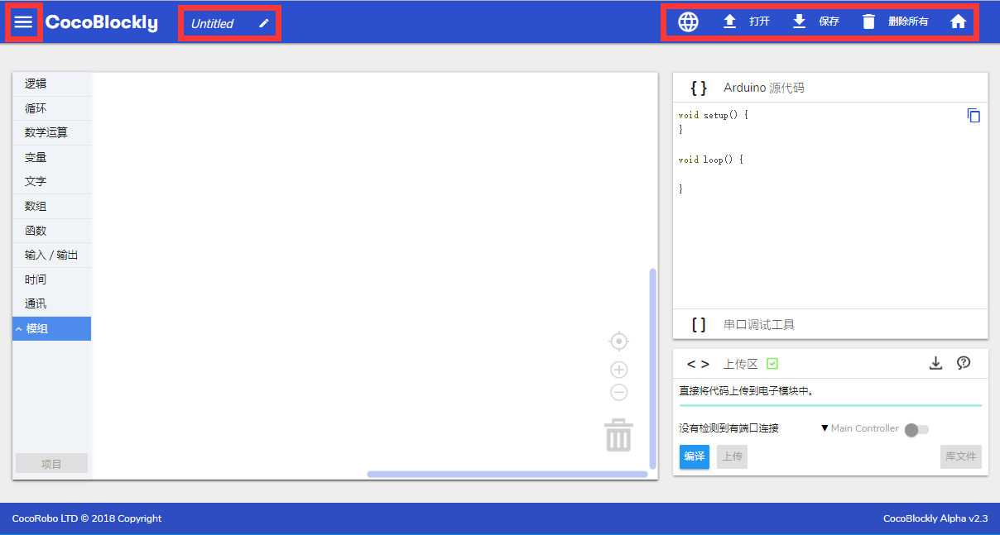 CocoBlockly
Untitled
打开
保存
删除所有
逻辑
循环
数学运算
变量
文字
数组
函数
输入 / 输出
时间
通讯
模组
项目
{ } Arduino 源代码
void setup() {
}
void loop() {
}
[ ] 串口调试工具
< > 上传区
直接将代码上传到电子模块中。
没有检测到有端口连接
▼ Main Controller
编译
上传
库文件
CocoRobo LTD © 2018 Copyright
CocoBlockly Alpha v2.3